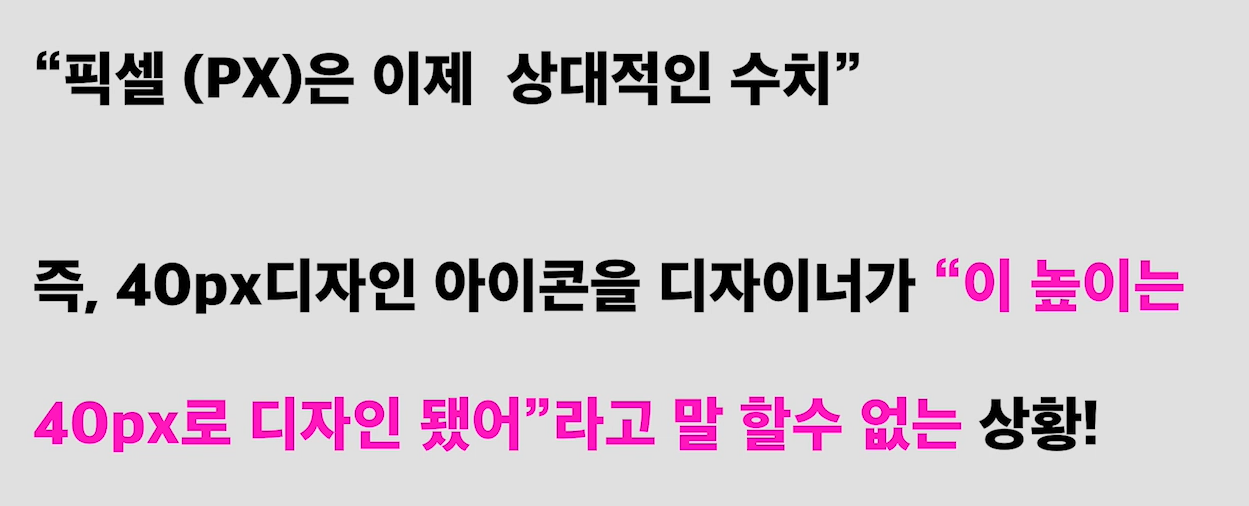 “픽셀 (PX)은 이제  상대적인 수치”
즉, 40px디자인 아이콘을 디자이너가 “이 높이는
40px로 디자인 됐어”라고 말 할수 없는 상황!